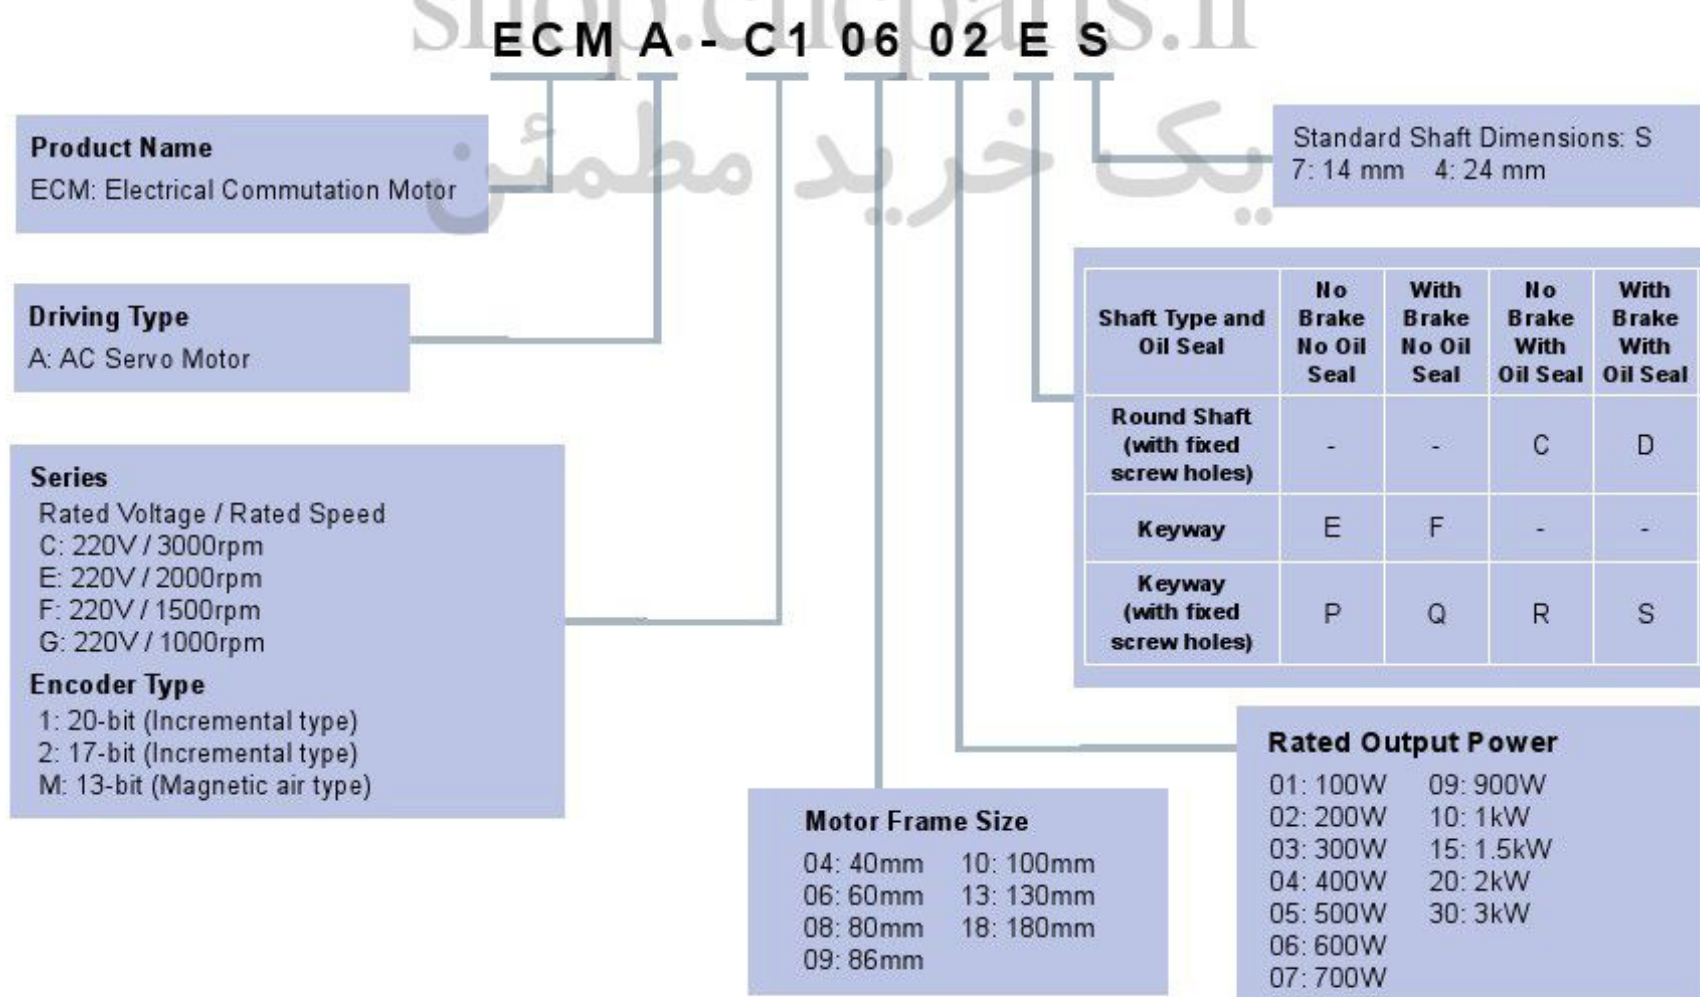 shop.cncparts.ir
ECMA-C10602ES
یک خرید مطمئن
Product Name
ECM: Electrical Commutation Motor
Driving Type
A: AC Servo Motor
Series
Rated Voltage / Rated Speed
C: 220V / 3000rpm
E: 220V / 2000rpm
F: 220V / 1500rpm
G: 220V / 1000rpm
Encoder Type
1: 20-bit (Incremental type)
2: 17-bit (Incremental type)
M: 13-bit (Magnetic air type)
Standard Shaft Dimensions: S
7: 14 mm 4: 24 mm
Shaft Type and Oil Seal | No Brake No Oil Seal | With Brake No Oil Seal | No Brake With Oil Seal | With Brake With Oil Seal
Round Shaft (with fixed screw holes) | - | - | C | D
Keyway | E | F | - | -
Keyway (with fixed screw holes) | P | Q | R | S
Motor Frame Size
04: 40mm 10: 100mm
06: 60mm 13: 130mm
08: 80mm 18: 180mm
09: 86mm
Rated Output Power
01: 100W 09: 900W
02: 200W 10: 1kW
03: 300W 15: 1.5kW
04: 400W 20: 2kW
05: 500W 30: 3kW
06: 600W
07: 700W